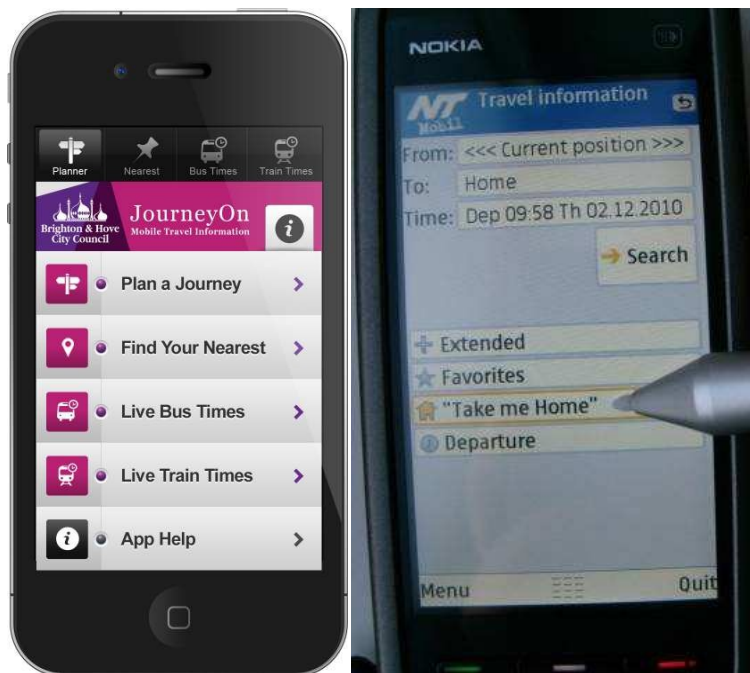 Planner
Nearest
Bus Times
Train Times
Brighton & Hove
City Council
JourneyOn
Mobile Travel Information
i
Plan a Journey
Find Your Nearest
Live Bus Times
Live Train Times
i
App Help
NOKIA
NT
Mobil
Travel information
From: <<< Current position >>>
To: Home
Time: Dep 09:58 Th 02.12.2010
Search
Extended
Favorites
"Take me Home"
Departure
Menu
Quit